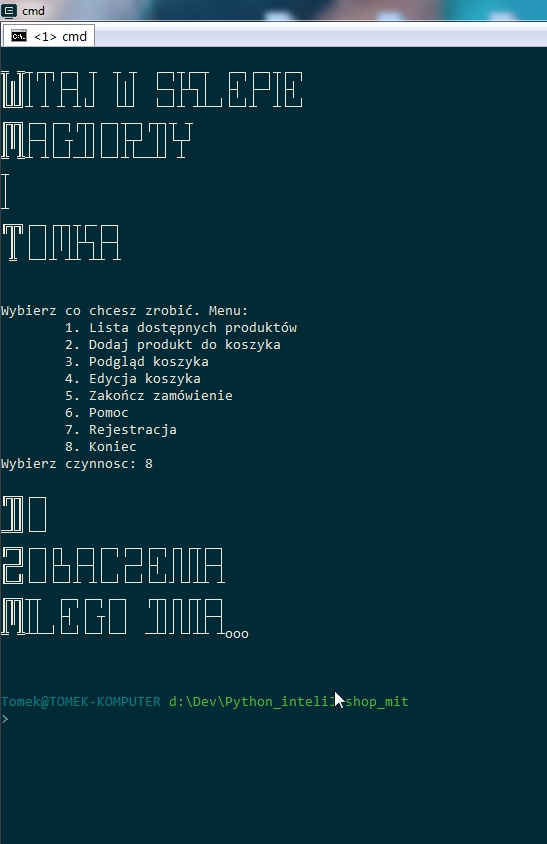 cmd
<1> cmd
WITAJ W SKLEPIE
MAGDORTY
I
TOMKA
Wybierz co chcesz zrobić. Menu:
1. Lista dostępnych produktów
2. Dodaj produkt do koszyka
3. Podgląd koszyka
4. Edycja koszyka
5. Zakończ zamówienie
6. Pomoc
7. Rejestracja
8. Koniec
Wybierz czynnosc: 8
DO
ZOBACZENIA
MILEGO DNIA...
Tomek@TOMEK-KOMPUTER d:\Dev\Python_inteliJ\shop_mit
>